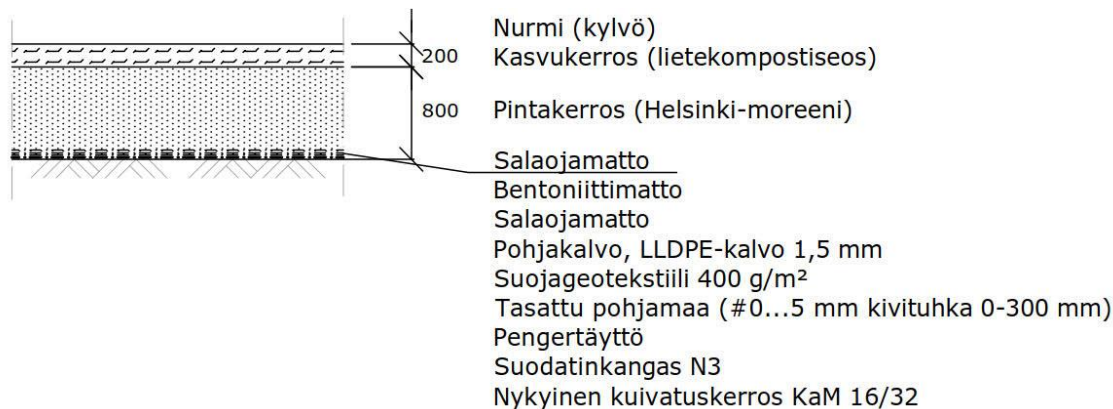 Nurmi (kylvö)
200 Kasvukerros (lietekompostiseos)
800 Pintakerros (Helsinki-moreeni)
Salaojamatto
Bentoniittimatto
Salaojamatto
Pohjakalvo, LLDPE-kalvo 1,5 mm
Suojageotekstiili 400 g/m²
Tasattu pohjamaa (#0...5 mm kivituhka 0-300 mm)
Pengertäyttö
Suodatinkangas N3
Nykyinen kuivatuskerros KaM 16/32